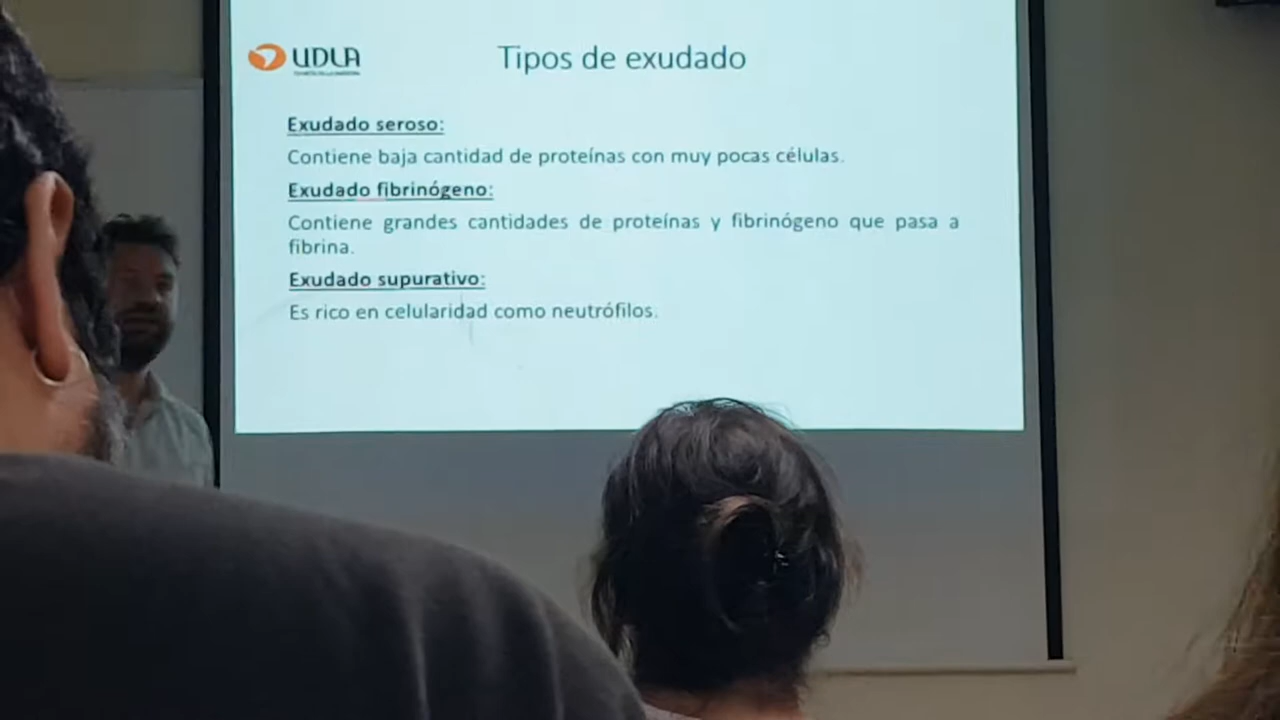 UDLA
Tipos de exudado
Exudado seroso:
Contiene baja cantidad de proteínas con muy pocas células.
Exudado fibrinógeno:
Contiene grandes cantidades de proteínas y fibrinógeno que pasa a
fibrina.
Exudado supurativo:
Es rico en celularidad como neutrófilos.